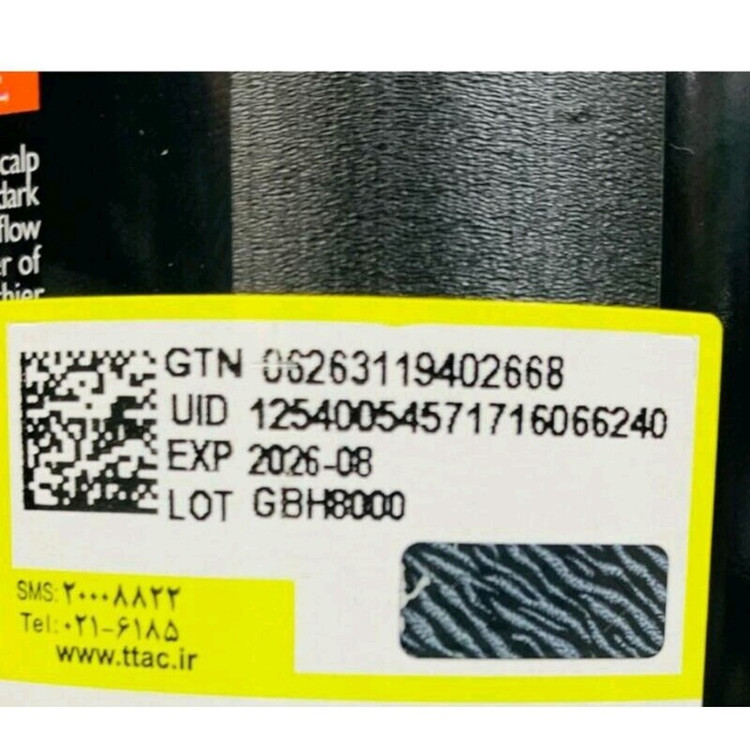 calp
dark
flow
r of
thier
GTN 06263119402668
UID 12540054571716066240
EXP 2026-08
LOT GBH8000
SMS: ۲۰۰۰۸۸۲۲
Tel: ۰۲۱-۶۱۸۵
www.ttac.ir